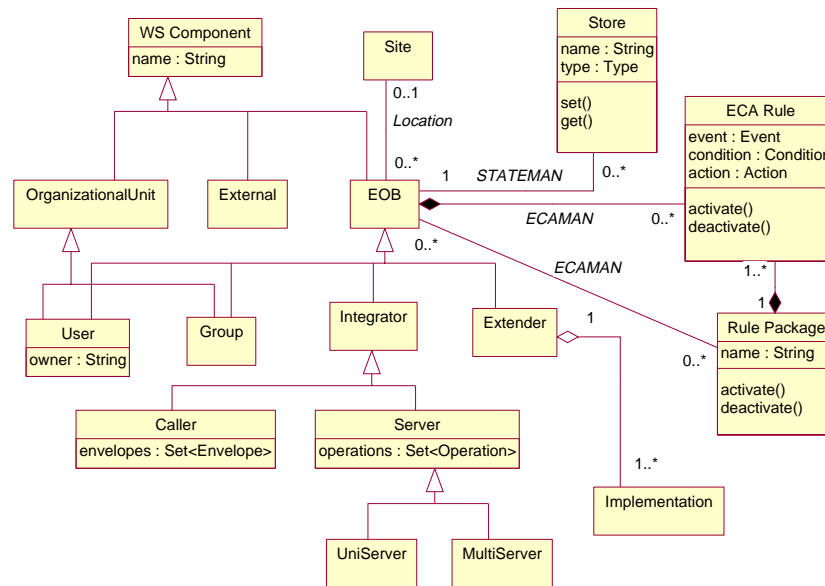 WS Component
name : String
Site
0..1
Location
0..*
Store
name : String
type : Type
set()
get()
0..*
1
STATEMAN
ECA Rule
event : Event
condition : Condition
action : Action
activate()
deactivate()
OrganizationalUnit
External
EOB
ECAMAN
0..*
0..*
ECAMAN
1..*
1
User
owner : String
Group
Integrator
Extender
1
Rule Package
name : String
activate()
deactivate()
0..*
Caller
envelopes : Set<Envelope>
Server
operations : Set<Operation>
1..*
Implementation
UniServer
MultiServer